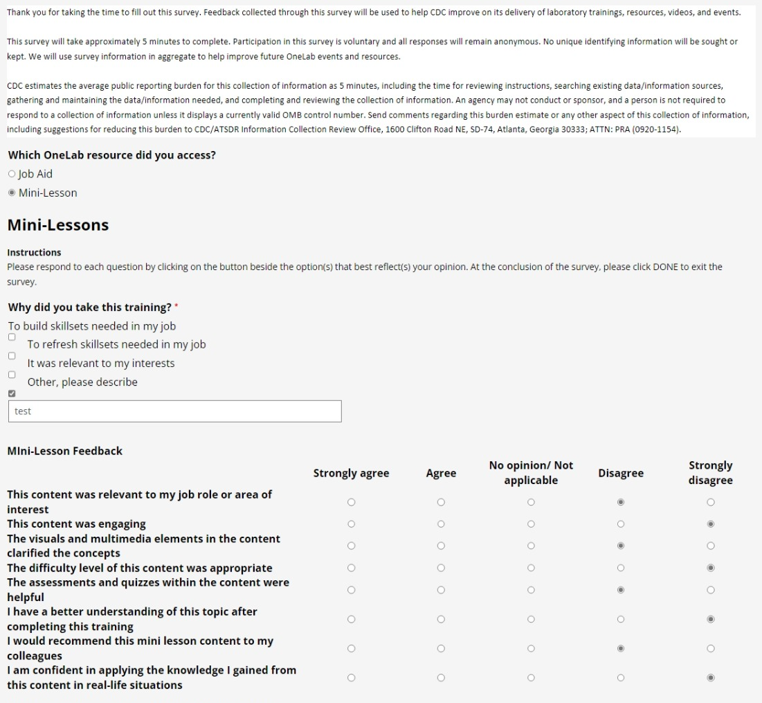 Thank you for taking the time to fill out this survey. Feedback collected through this survey will be used to help CDC improve on its delivery of laboratory trainings, resources, videos, and events.
This survey will take approximately 5 minutes to complete. Participation in this survey is voluntary and all responses will remain anonymous. No unique identifying information will be sought or
kept. We will use survey information in aggregate to help improve future OneLab events and resources.
CDC estimates the average public reporting burden for this collection of information as 5 minutes, including the time for reviewing instructions, searching existing data/information sources,
gathering and maintaining the data/information needed, and completing and reviewing the collection of information. An agency may not conduct or sponsor, and a person is not required to
respond to a collection of information unless it displays a currently valid OMB control number. Send comments regarding this burden estimate or any other aspect of this collection of information,
including suggestions for reducing this burden to CDC/ATSDR Information Collection Review Office, 1600 Clifton Road NE, SD-74, Atlanta, Georgia 30333; ATTN: PRA (0920-1154).
Which OneLab resource did you access?
Job Aid
Mini-Lesson
Mini-Lessons
Instructions
Please respond to each question by clicking on the button beside the option(s) that best reflect(s) your opinion. At the conclusion of the survey, please click DONE to exit the
survey.
Why did you take this training? *
To build skillsets needed in my job
To refresh skillsets needed in my job
It was relevant to my interests
Other, please describe
test
MIni-Lesson Feedback
Strongly agree Agree No opinion/ Not applicable Disagree Strongly disagree
This content was relevant to my job role or area of
interest
This content was engaging
The visuals and multimedia elements in the content
clarified the concepts
The difficulty level of this content was appropriate
The assessments and quizzes within the content were
helpful
I have a better understanding of this topic after
completing this training
I would recommend this mini lesson content to my
colleagues
I am confident in applying the knowledge I gained from
this content in real-life situations